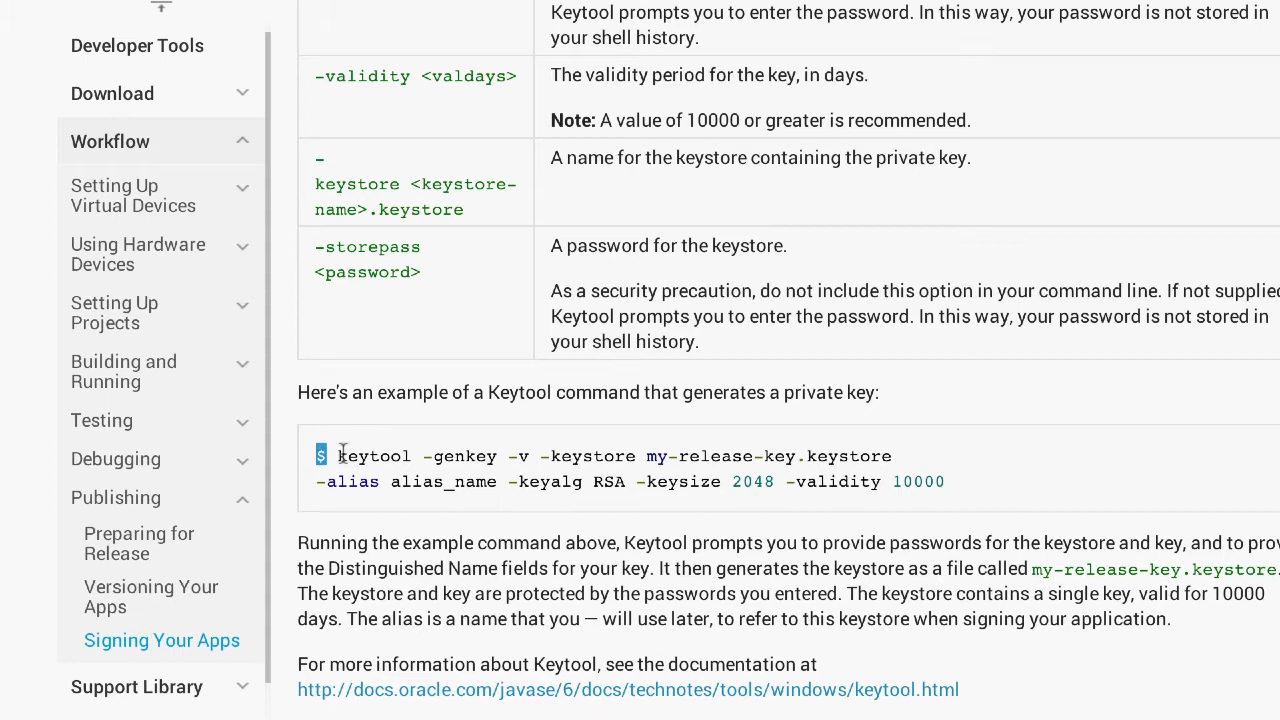 Developer Tools
Download
Workflow
Setting Up
Virtual Devices
Using Hardware
Devices
Setting Up
Projects
Building and
Running
Testing
Debugging
Publishing
Preparing for
Release
Versioning Your
Apps
Signing Your Apps
Support Library
Keytool prompts you to enter the password. In this way, your password is not stored in
your shell history.
-validity <valdays>
The validity period for the key, in days.
Note: A value of 10000 or greater is recommended.
-
keystore <keystore-
name>.keystore
A name for the keystore containing the private key.
-storepass
<password>
A password for the keystore.
As a security precaution, do not include this option in your command line. If not supplied
Keytool prompts you to enter the password. In this way, your password is not stored in
your shell history.
Here's an example of a Keytool command that generates a private key:
$ keytool -genkey -v -keystore my-release-key.keystore
-alias alias_name -keyalg RSA -keysize 2048 -validity 10000
Running the example command above, Keytool prompts you to provide passwords for the keystore and key, and to prov
the Distinguished Name fields for your key. It then generates the keystore as a file called my-release-key.keystore.
The keystore and key are protected by the passwords you entered. The keystore contains a single key, valid for 10000
days. The alias is a name that you — will use later, to refer to this keystore when signing your application.
For more information about Keytool, see the documentation at
http://docs.oracle.com/javase/6/docs/technotes/tools/windows/keytool.html